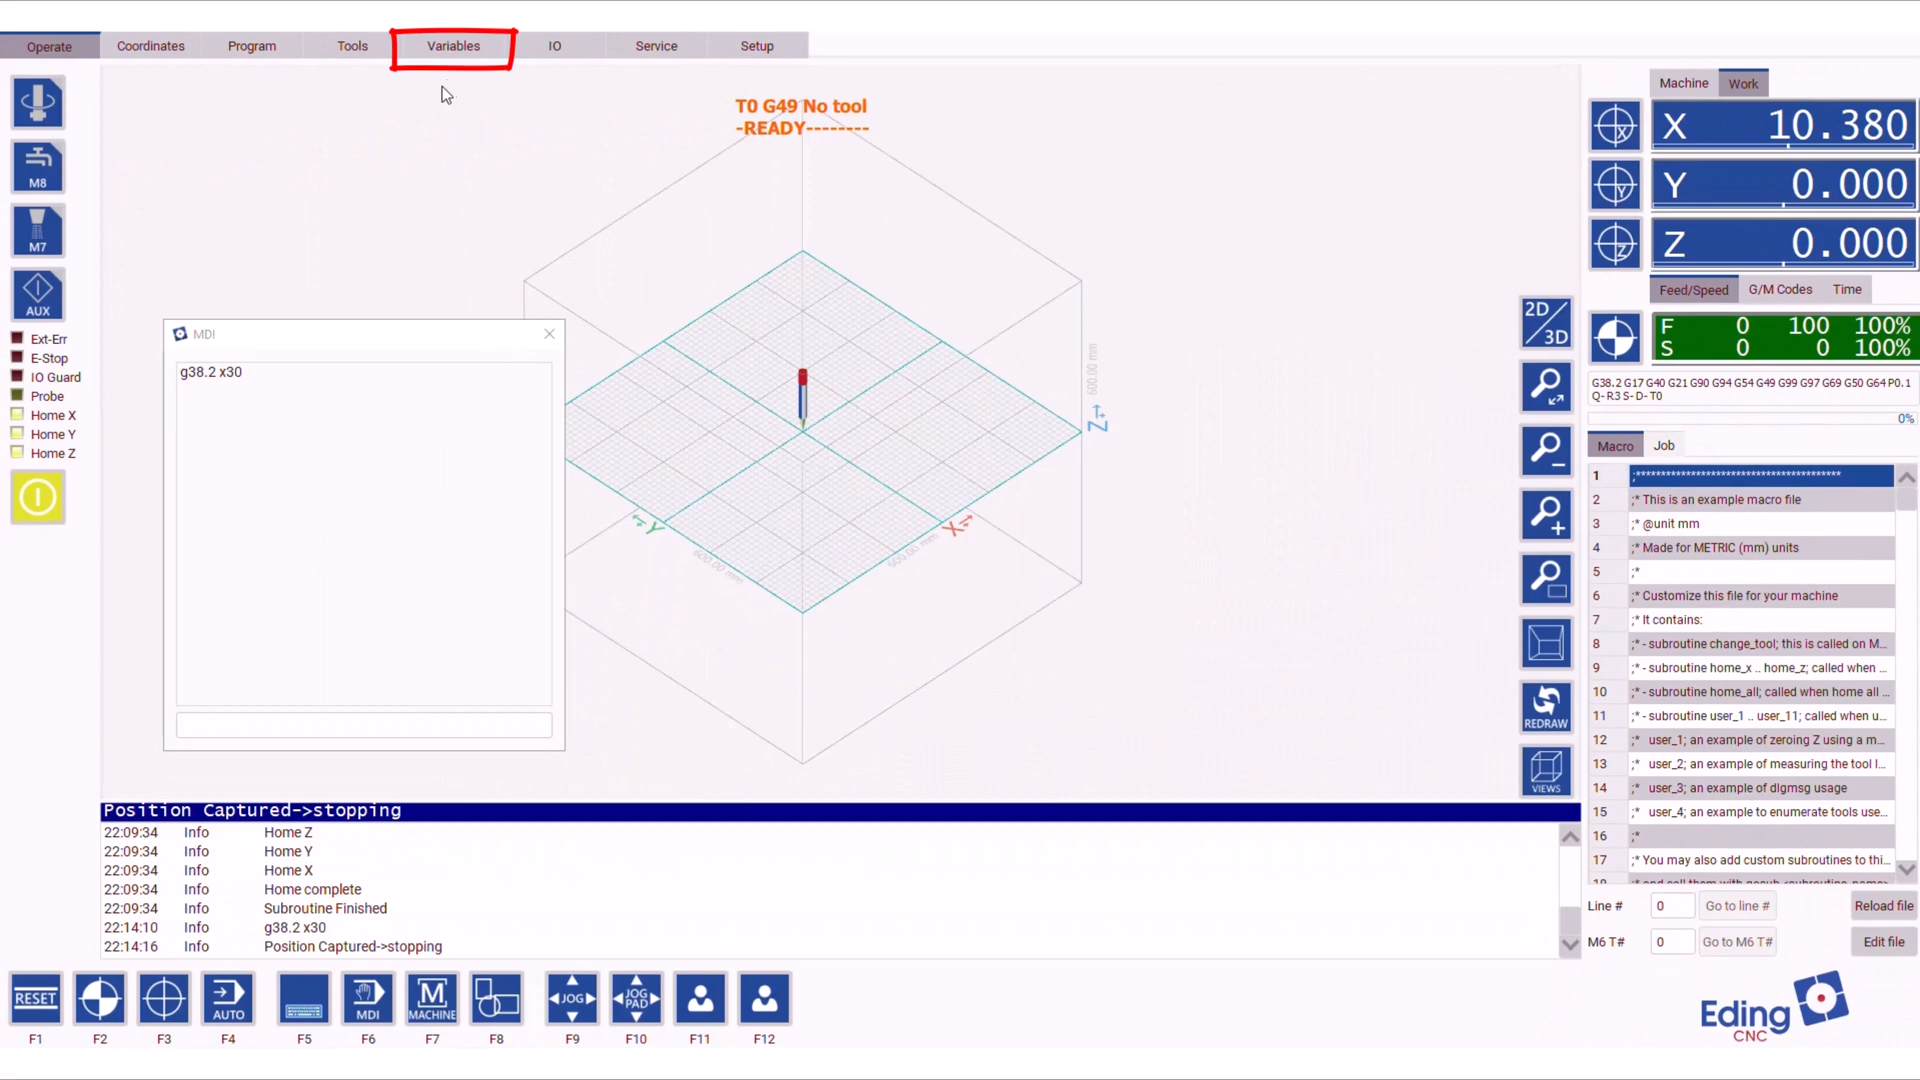 Operate
Coordinates
Program
Tools
Variables
IO
Service
Setup
T0 G49 No tool
-READY--------
Machine
Work
X 10.380
Y 0.000
Z 0.000
Feed/Speed
G/M Codes
Time
F 0 100 100%
S 0 0 100%
G38.2 G17 G40 G21 G90 G94 G54 G49 G99 G97 G69 G50 G64 P0.1
Q- R3 S- D- T0
0%
M8
M7
AUX
Ext-Err
E-Stop
IO Guard
Probe
Home X
Home Y
Home Z
MDI
g38.2 x30
600.00 mm
Z
Y
X
600.00 mm
600.00 mm
2D/3D
REDRAW
VIEWS
Macro
Job
1 ;****************************************
2 ;* This is an example macro file
3 ;* @unit mm
4 ;* Made for METRIC (mm) units
5 ;*
6 ;* Customize this file for your machine
7 ;* It contains:
8 ;* - subroutine change_tool; this is called on M...
9 ;* - subroutine home_x .. home_z; called when ...
10 ;* - subroutine home_all; called when home all ...
11 ;* - subroutine user_1 .. user_11; called when u...
12 ;* user_1; an example of zeroing Z using a m...
13 ;* user_2; an example of measuring the tool l...
14 ;* user_3; an example of dlgmsg usage
15 ;* user_4; an example to enumerate tools use...
16 ;*
17 ;* You may also add custom subroutines to thi...
Line # 0 Go to line # Reload file
M6 T# 0 Go to M6 T# Edit file
Position Captured->stopping
22:09:34 Info Home Z
22:09:34 Info Home Y
22:09:34 Info Home X
22:09:34 Info Home complete
22:09:34 Info Subroutine Finished
22:14:10 Info g38.2 x30
22:14:16 Info Position Captured->stopping
RESET
AUTO
MDI
M
MACHINE
JOG
JOG
PAD
F1
F2
F3
F4
F5
F6
F7
F8
F9
F10
F11
F12
Eding
CNC